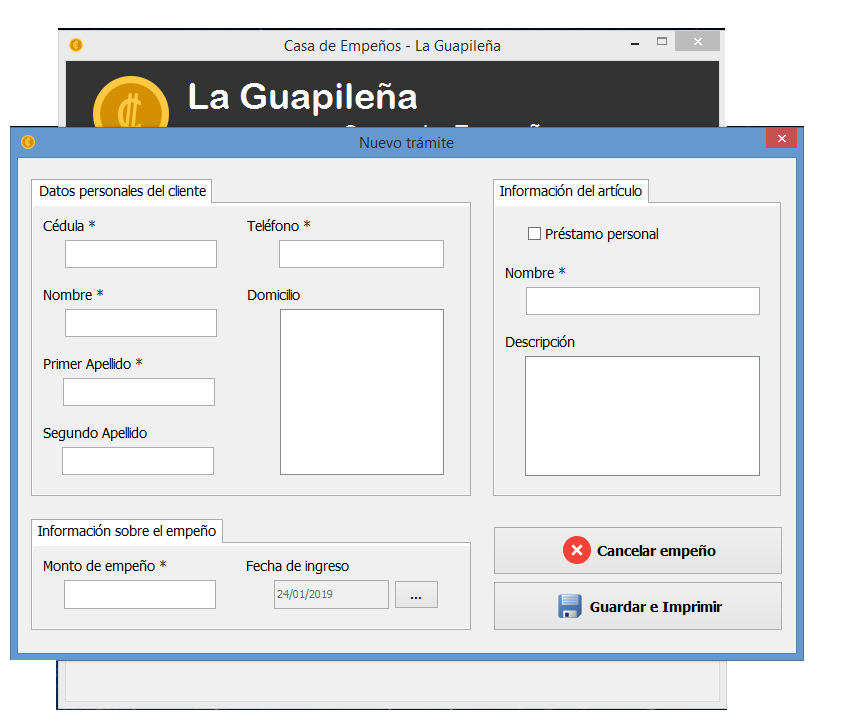 Casa de Empeños - La Guapileña
La Guapileña
Nuevo trámite
Datos personales del cliente
Cédula *
Teléfono *
Nombre *
Domicilio
Primer Apellido *
Segundo Apellido
Información del artículo
Préstamo personal
Nombre *
Descripción
Información sobre el empeño
Monto de empeño *
Fecha de ingreso
24/01/2019
...
Cancelar empeño
Guardar e Imprimir